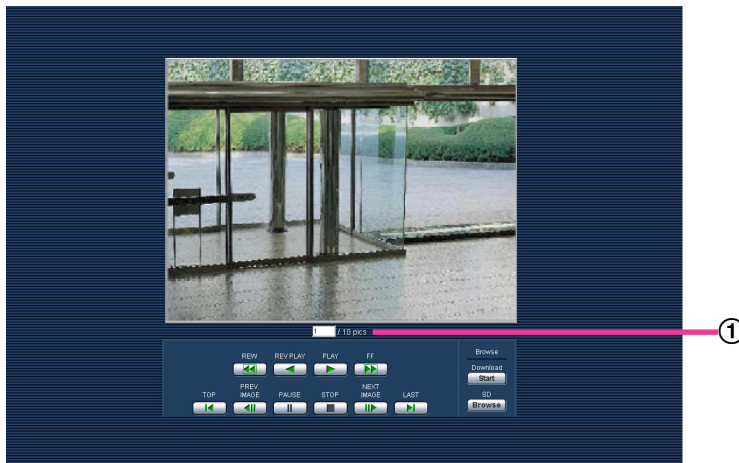 1 / 10 pics
①
REW REV PLAY PLAY FF
PREV. NEXT
TOP IMAGE PAUSE STOP IMAGE LAST
Browse
Download
Start
SD
Browse